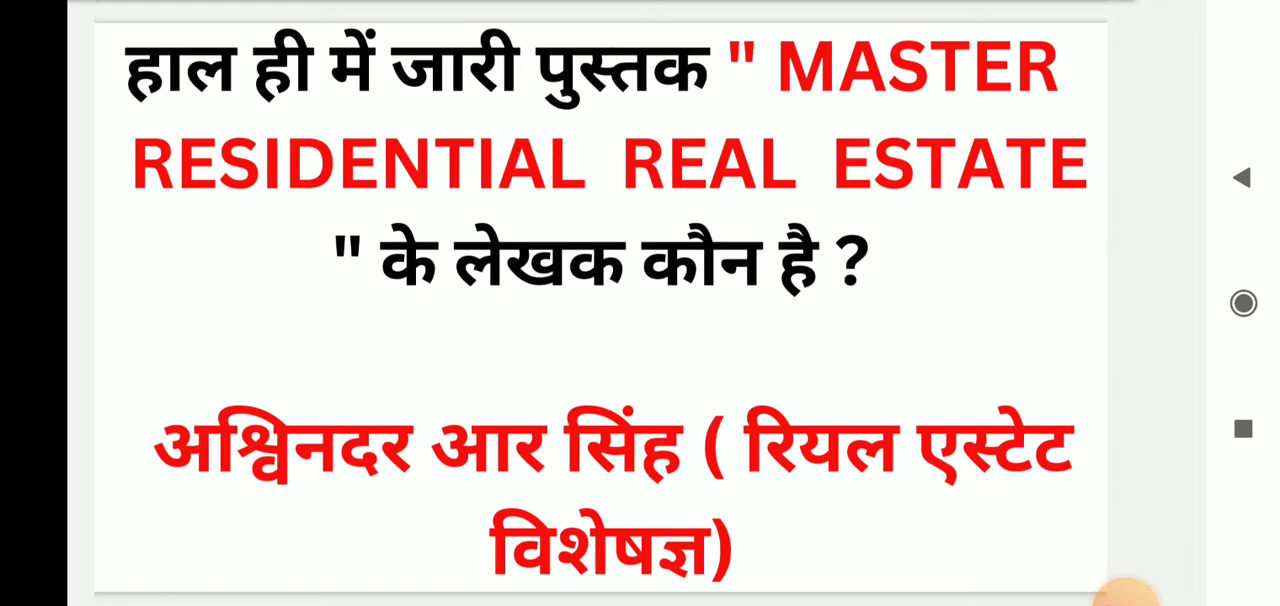 हाल ही में जारी पुस्तक " MASTER
RESIDENTIAL REAL ESTATE
" के लेखक कौन है ?
अश्विनदर आर सिंह ( रियल एस्टेट
विशेषज्ञ)